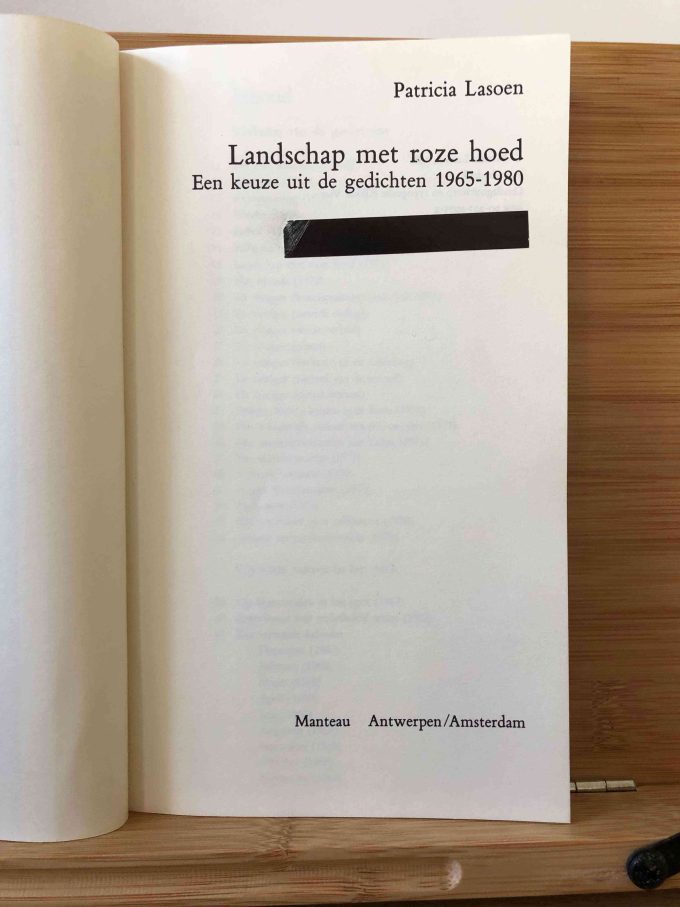 Patricia Lasoen
Landschap met roze hoed
Een keuze uit de gedichten 1965-1980
Manteau Antwerpen/Amsterdam